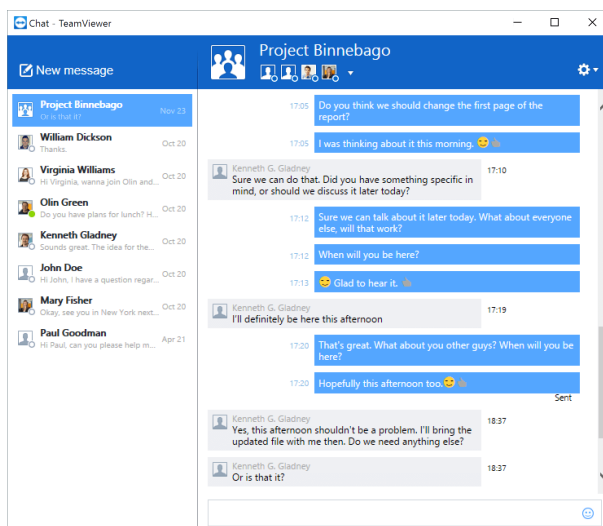 Chat - TeamViewer
New message
Project Binnebago
Project Binnebago
Or is that it?
Nov 23
William Dickson
Thanks.
Oct 20
Virginia Williams
Hi Virginia, wanna join Olin and...
Oct 20
Olin Green
Do you have plans for lunch? H...
Oct 20
Kenneth Gladney
Sounds great. The idea for the...
Oct 20
John Doe
Hi John, I have a question regar...
Oct 20
Mary Fisher
Okay, see you in New York next...
Oct 20
Paul Goodman
Hi Paul, can you please help m...
Apr 21
17:05
Do you think we should change the first page of the
report?
17:05
I was thinking about it this morning.
Kenneth G. Gladney
Sure we can do that. Did you have something specific in
mind, or should we discuss it later today?
17:10
17:12
Sure we can talk about it later today. What about everyone
else, will that work?
17:12
When will you be here?
17:13
Glad to hear it.
Kenneth G. Gladney
I'll definitely be here this afternoon
17:19
17:20
That's great. What about you other guys? When will you be
here?
17:20
Hopefully this afternoon too.
Sent
Kenneth G. Gladney
Yes, this afternoon shouldn't be a problem. I'll bring the
updated file with me then. Do we need anything else?
18:37
Kenneth G. Gladney
Or is that it?
18:37